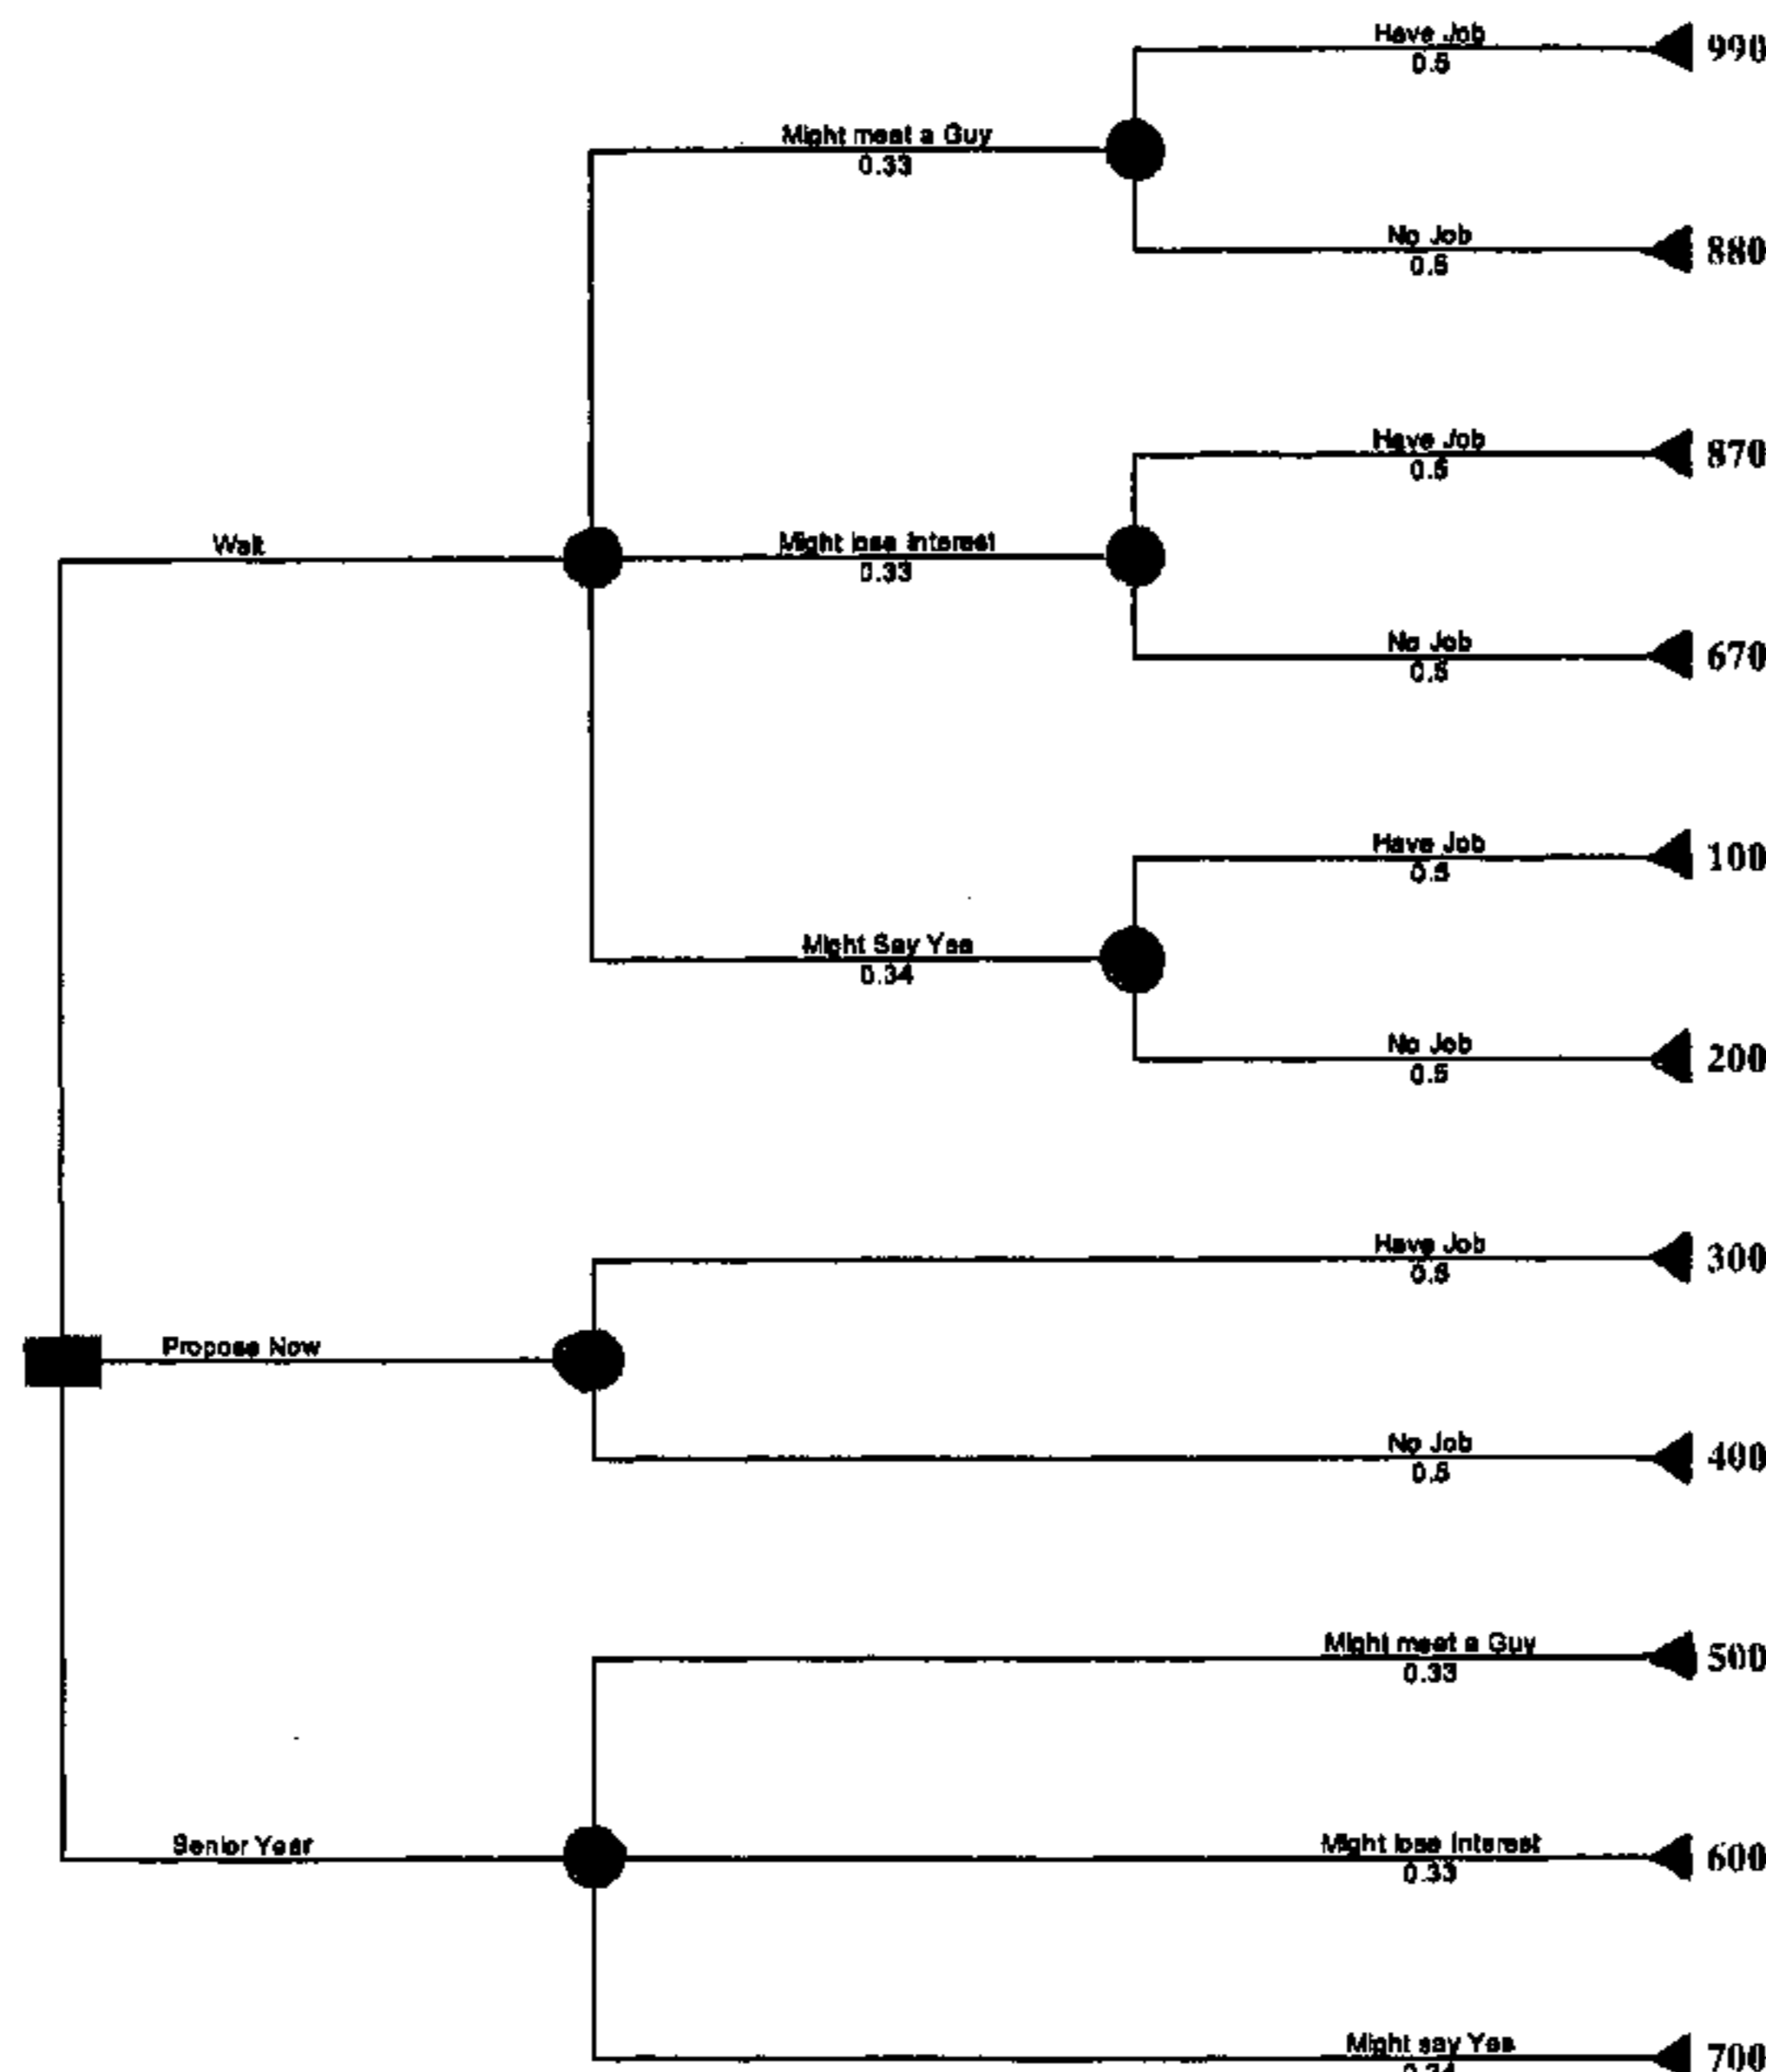 Have Job
0.5
990
Might meet a Guy
0.33
No Job
0.5
880
Have Job
0.5
870
Wait
Might lose Interest
0.33
No Job
0.5
670
Have Job
0.5
100
Might Say Yes
0.34
No Job
0.5
200
Have Job
0.5
300
Propose Now
No Job
0.5
400
Might meet a Guy
0.33
500
Senior Year
Might lose Interest
0.33
600
Might say Yes
0.34
700